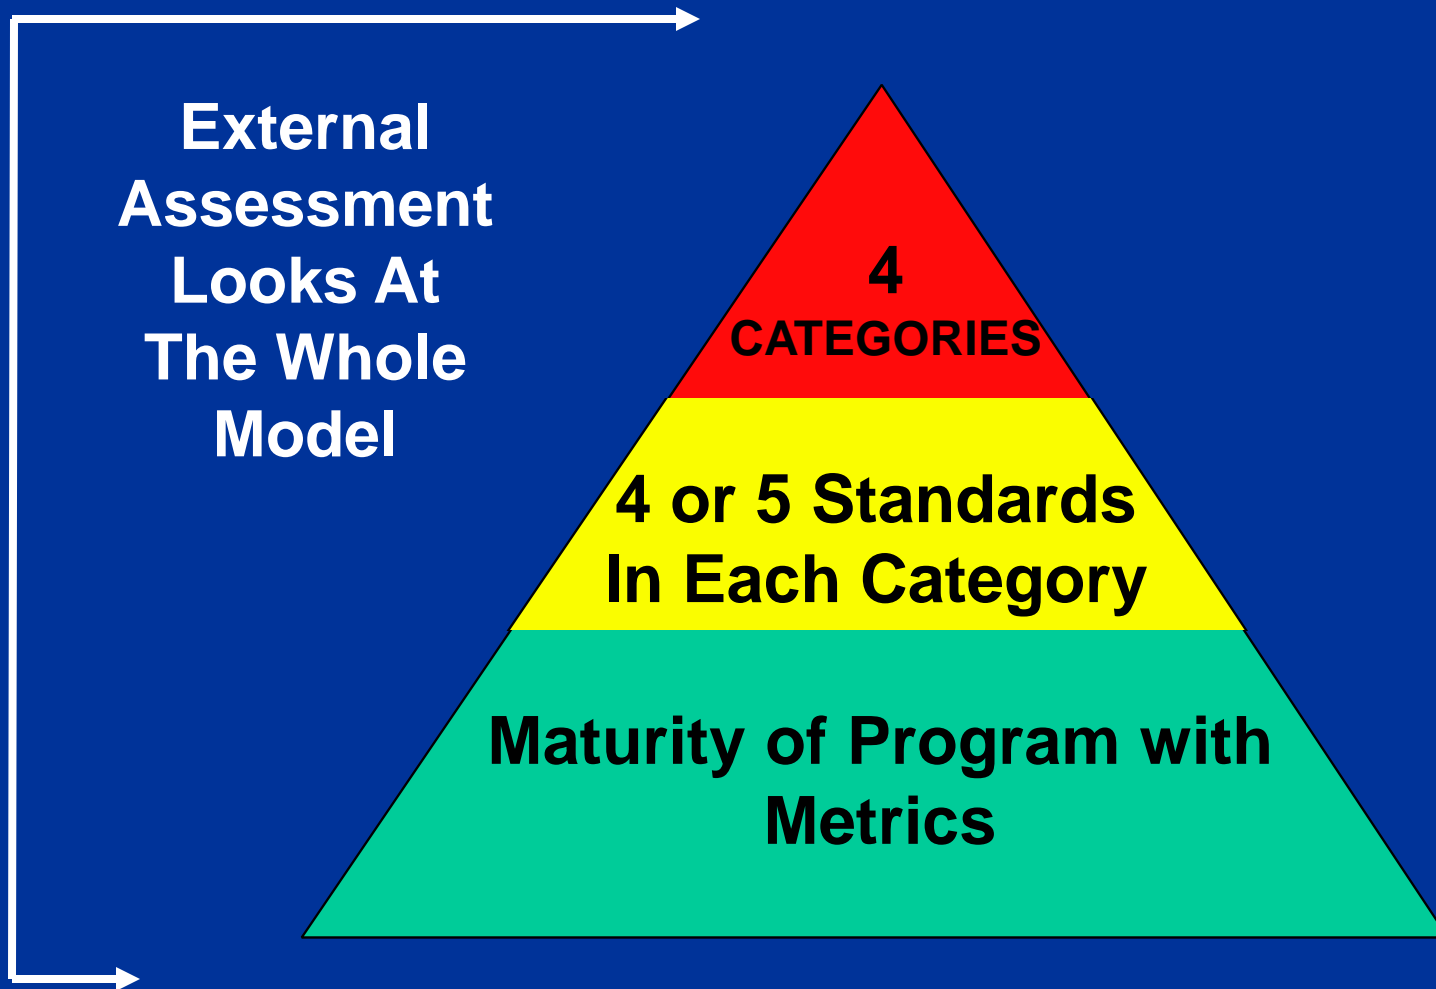 External
Assessment
Looks At
The Whole
Model
4
CATEGORIES
4 or 5 Standards
In Each Category
Maturity of Program with
Metrics